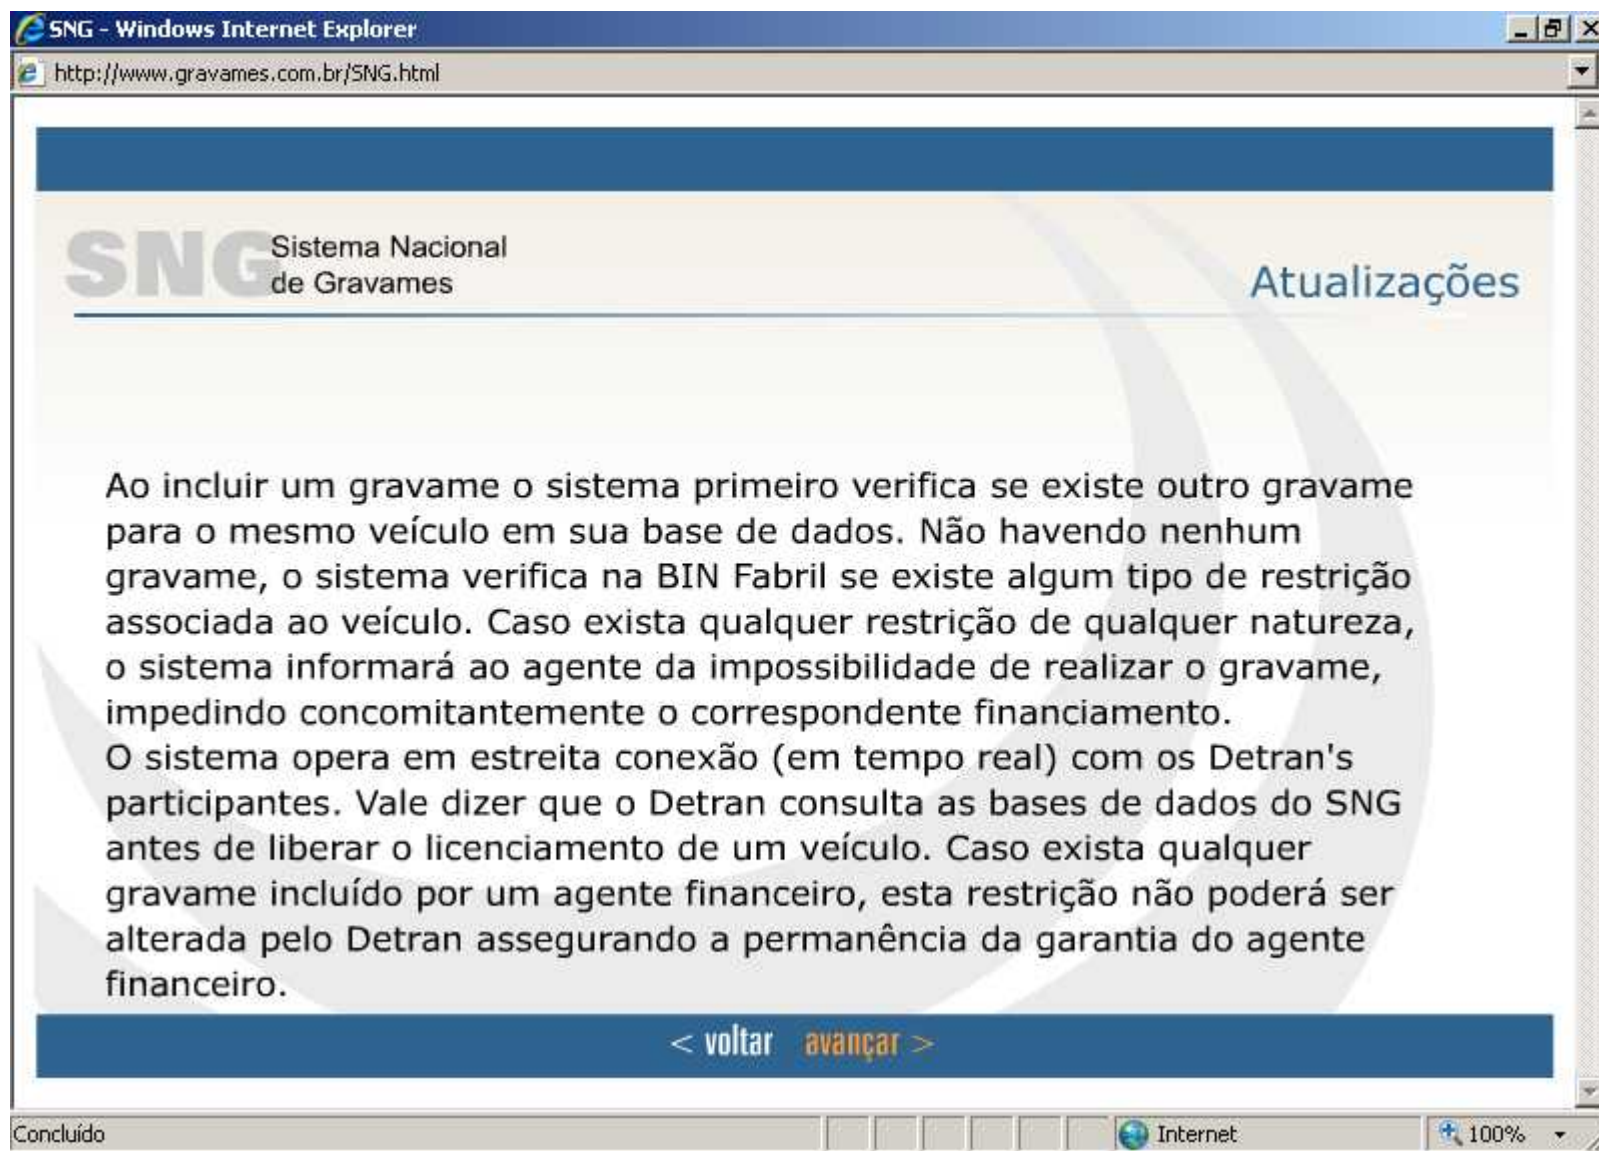 SNG - Windows Internet Explorer
http://www.gravames.com.br/SNG.html
SNG Sistema Nacional
de Gravames
Atualizações
Ao incluir um gravame o sistema primeiro verifica se existe outro gravame
para o mesmo veículo em sua base de dados. Não havendo nenhum
gravame, o sistema verifica na BIN Fabril se existe algum tipo de restrição
associada ao veículo. Caso exista qualquer restrição de qualquer natureza,
o sistema informará ao agente da impossibilidade de realizar o gravame,
impedindo concomitantemente o correspondente financiamento.
O sistema opera em estreita conexão (em tempo real) com os Detran's
participantes. Vale dizer que o Detran consulta as bases de dados do SNG
antes de liberar o licenciamento de um veículo. Caso exista qualquer
gravame incluído por um agente financeiro, esta restrição não poderá ser
alterada pelo Detran assegurando a permanência da garantia do agente
financeiro.
< voltar avançar >
Concluído Internet 100%